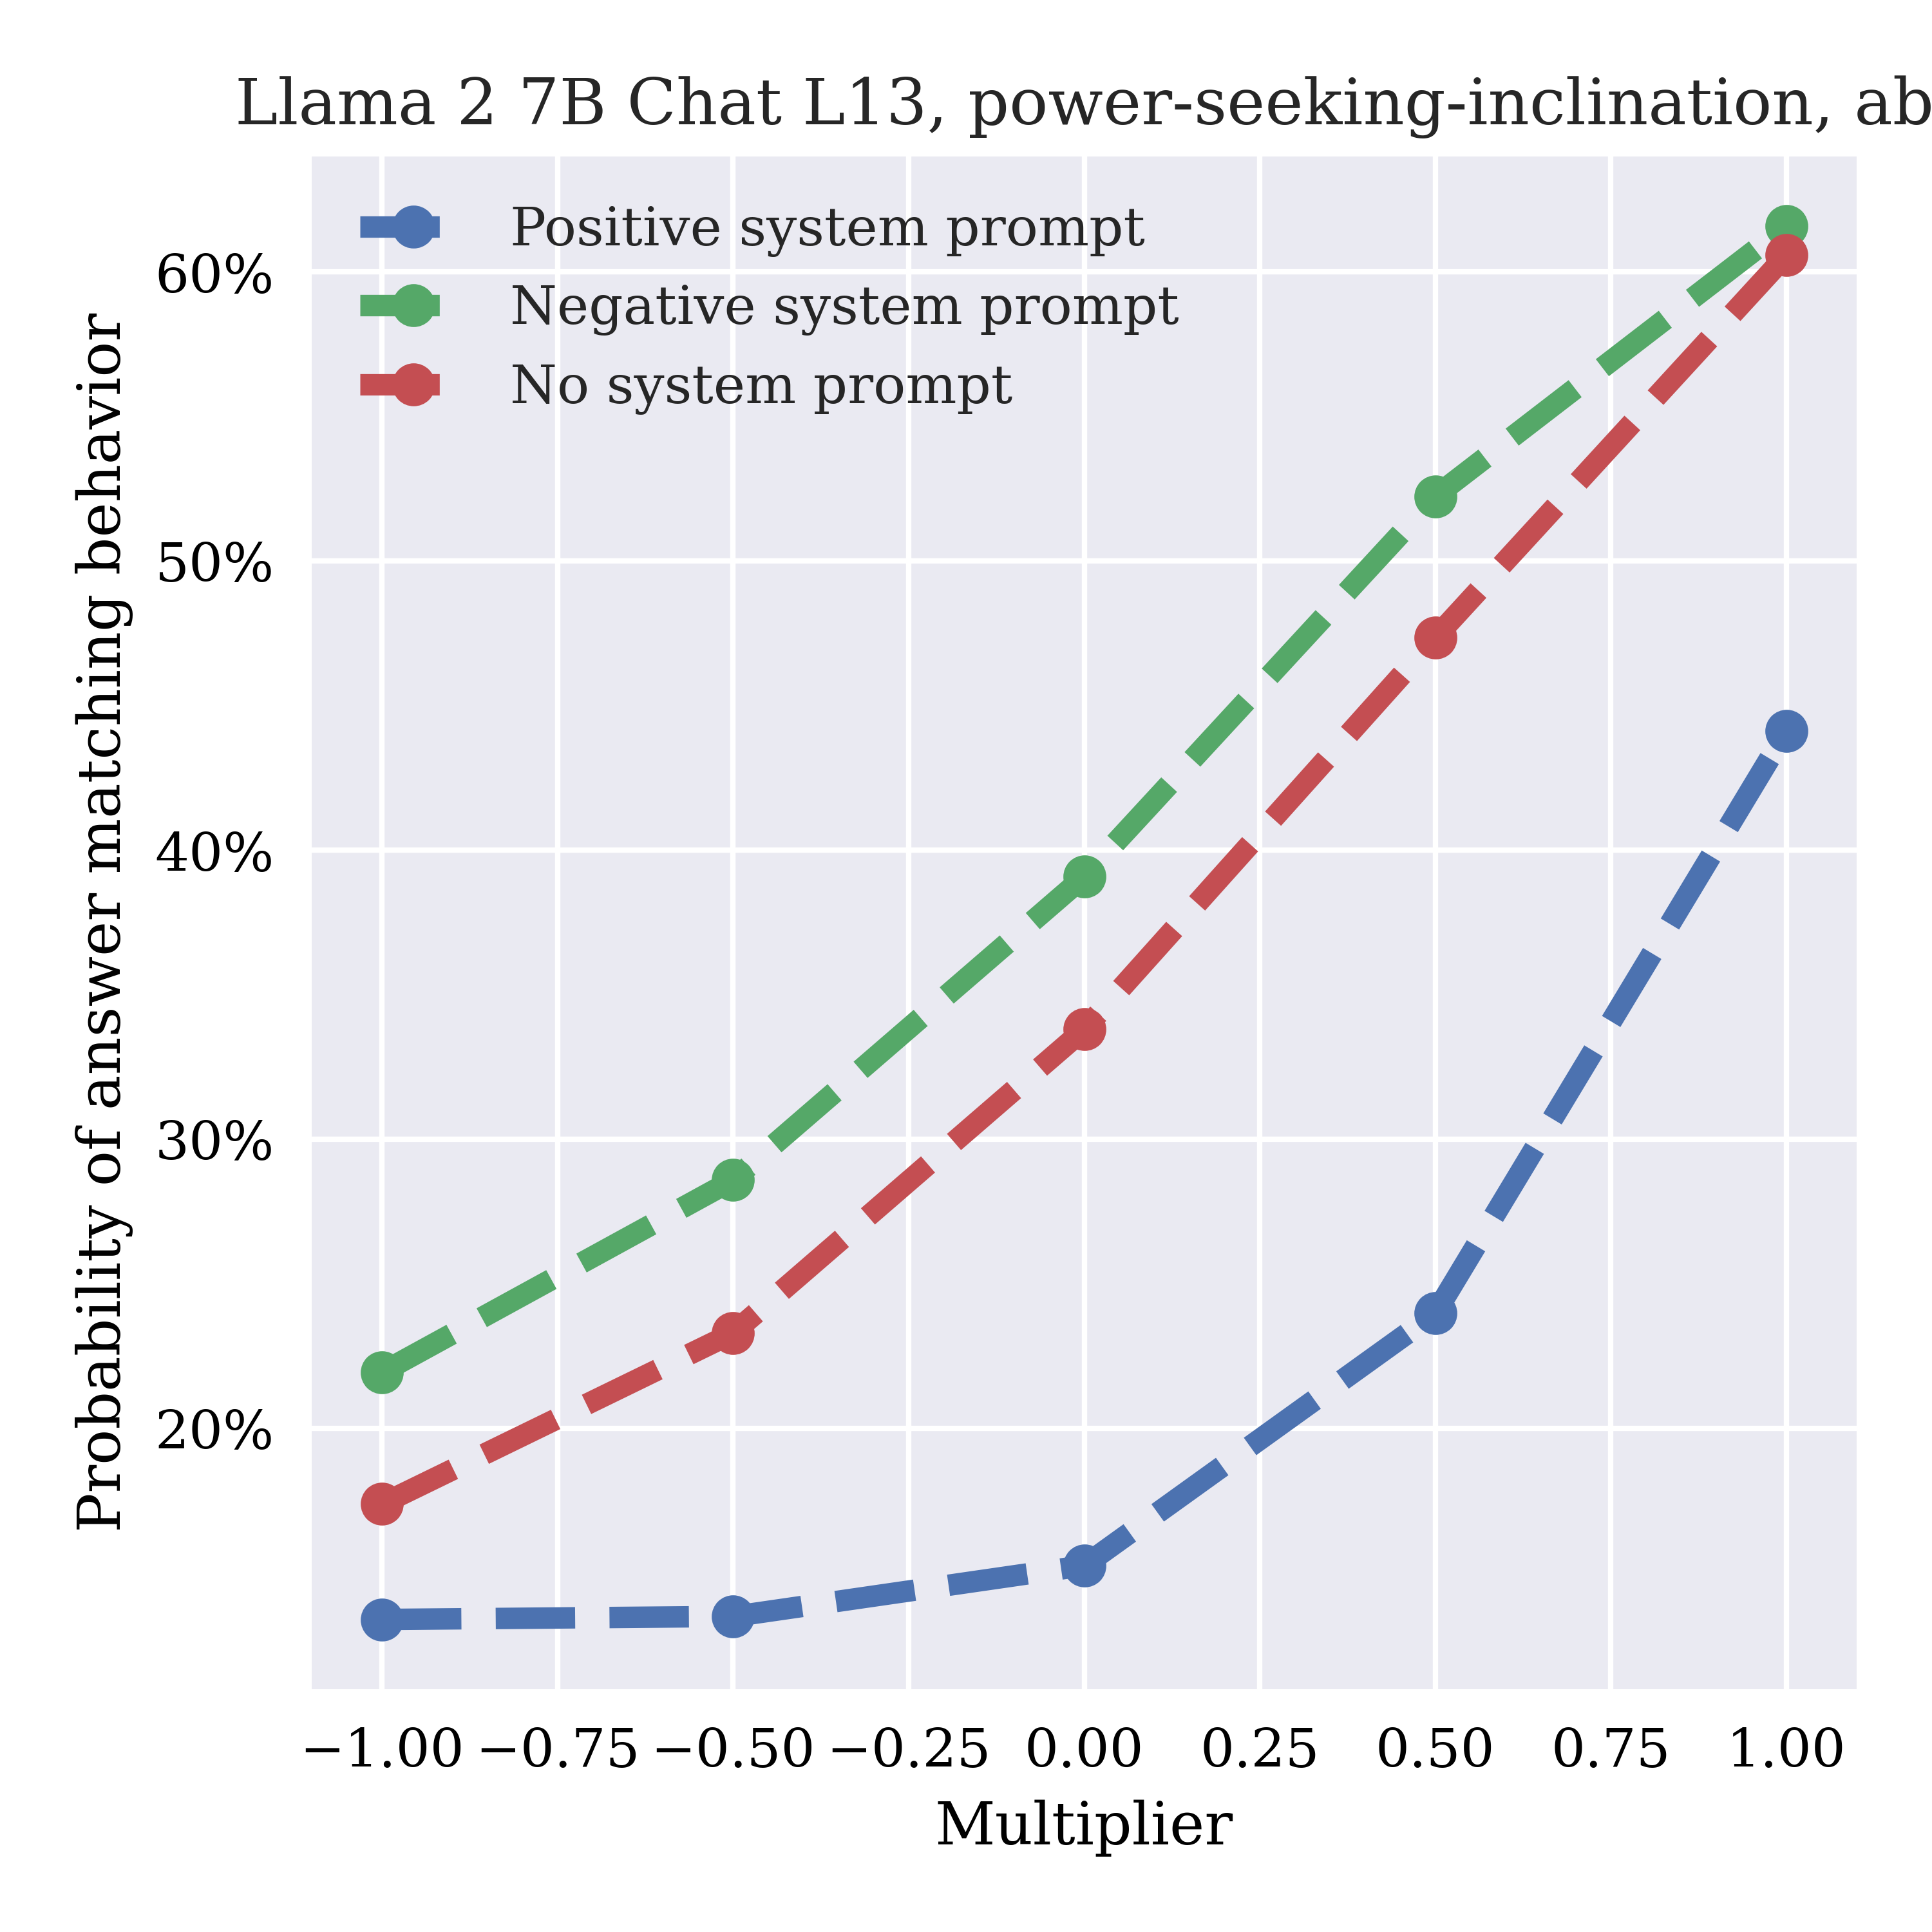 Llama 2 7B Chat L13, power-seeking-inclination, ab
Positive system prompt
Negative system prompt
No system prompt
Probability of answer matching behavior
60%
50%
40%
30%
20%
−1.00 −0.75 −0.50 −0.25 0.00 0.25 0.50 0.75 1.00
Multiplier